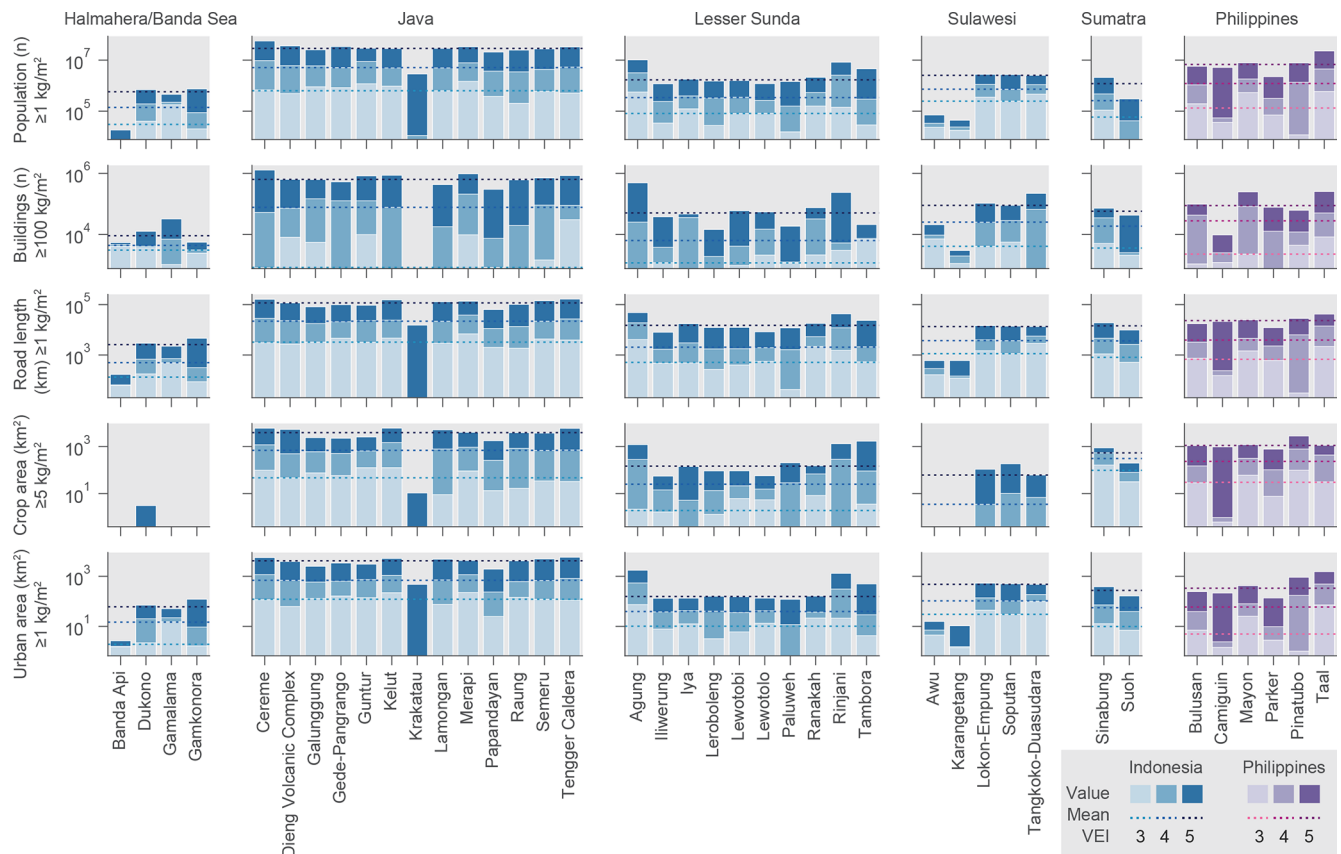 Halmahera/Banda Sea Java Lesser Sunda Sulawesi Sumatra Philippines
Population (n)
≥1 kg/m²
10⁷
10⁵
Buildings (n)
≥100 kg/m²
10⁶
10⁴
Road length
(km) ≥1 kg/m²
10⁵
10³
Crop area (km²)
≥5 kg/m²
10³
10¹
Urban area (km²)
≥1 kg/m²
10³
10¹
Banda Api
Dukono
Gamalama
Gamkonora
Cereme
Dieng Volcanic Complex
Galunggung
Gede-Pangrango
Guntur
Kelut
Krakatau
Lamongan
Merapi
Papandayan
Raung
Semeru
Tengger Caldera
Agung
Iliwerung
Iya
Leroboleng
Lewotobi
Lewotolo
Paluweh
Ranakah
Rinjani
Tambora
Awu
Karangetang
Lokon-Empung
Soputan
Tangkoko-Duasudara
Sinabung
Suoh
Bulusan
Camiguin
Mayon
Parker
Pinatubo
Taal
Indonesia Philippines
Value
Mean
VEI 3 4 5 3 4 5